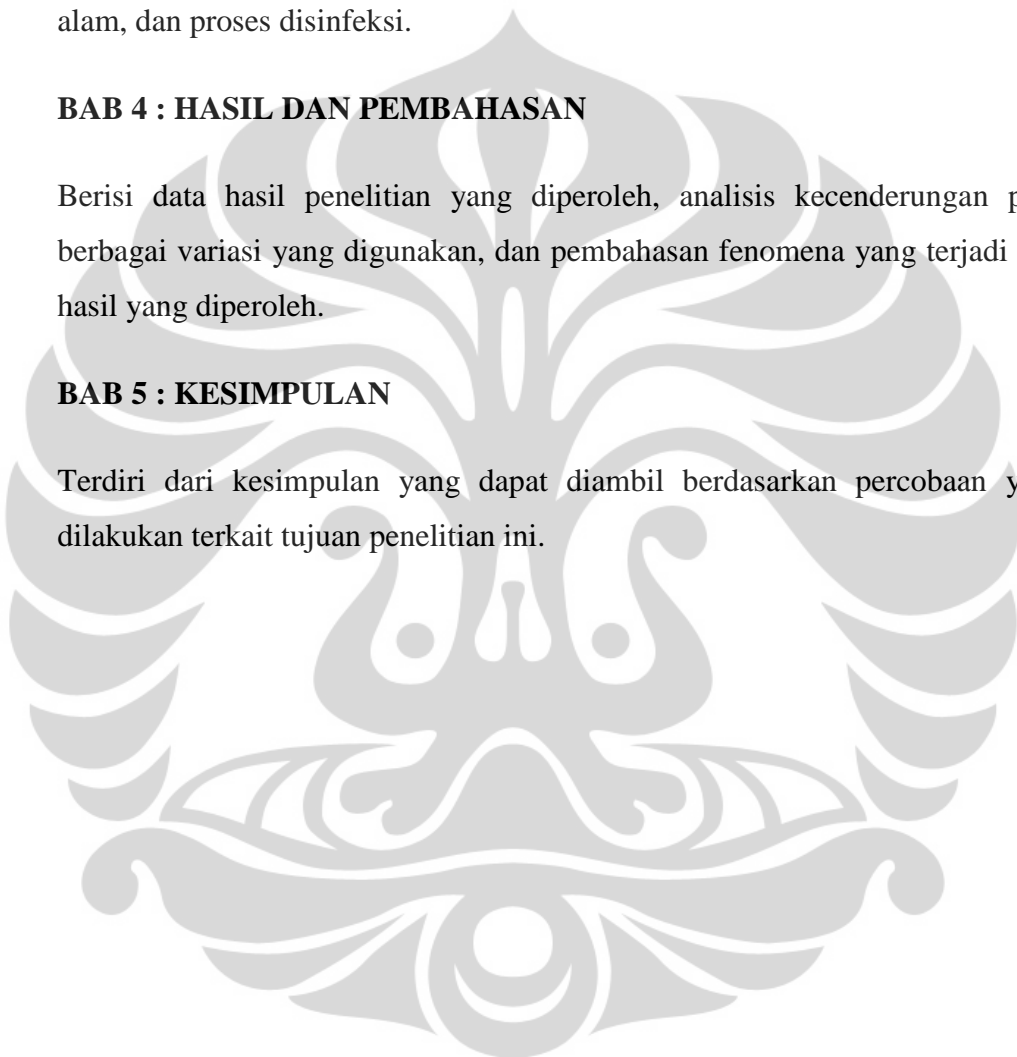 alam, dan proses disinfeksi.
BAB 4 : HASIL DAN PEMBAHASAN
Berisi data hasil penelitian yang diperoleh, analisis kecenderungan
berbagai variasi yang digunakan, dan pembahasan fenomena yang terjadi
hasil yang diperoleh.
BAB 5 : KESIMPULAN
Terdiri dari kesimpulan yang dapat diambil berdasarkan percobaan
dilakukan terkait tujuan penelitian ini.